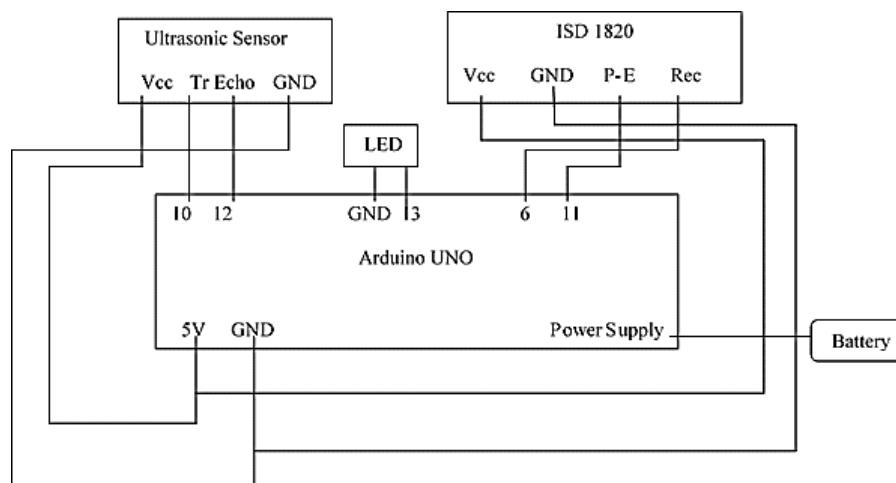 Ultrasonic Sensor
Vcc Tr Echo GND
ISD 1820
Vcc GND P-E Rec
LED
10 12 GND 13 6 11
Arduino UNO
5V GND Power Supply
Battery